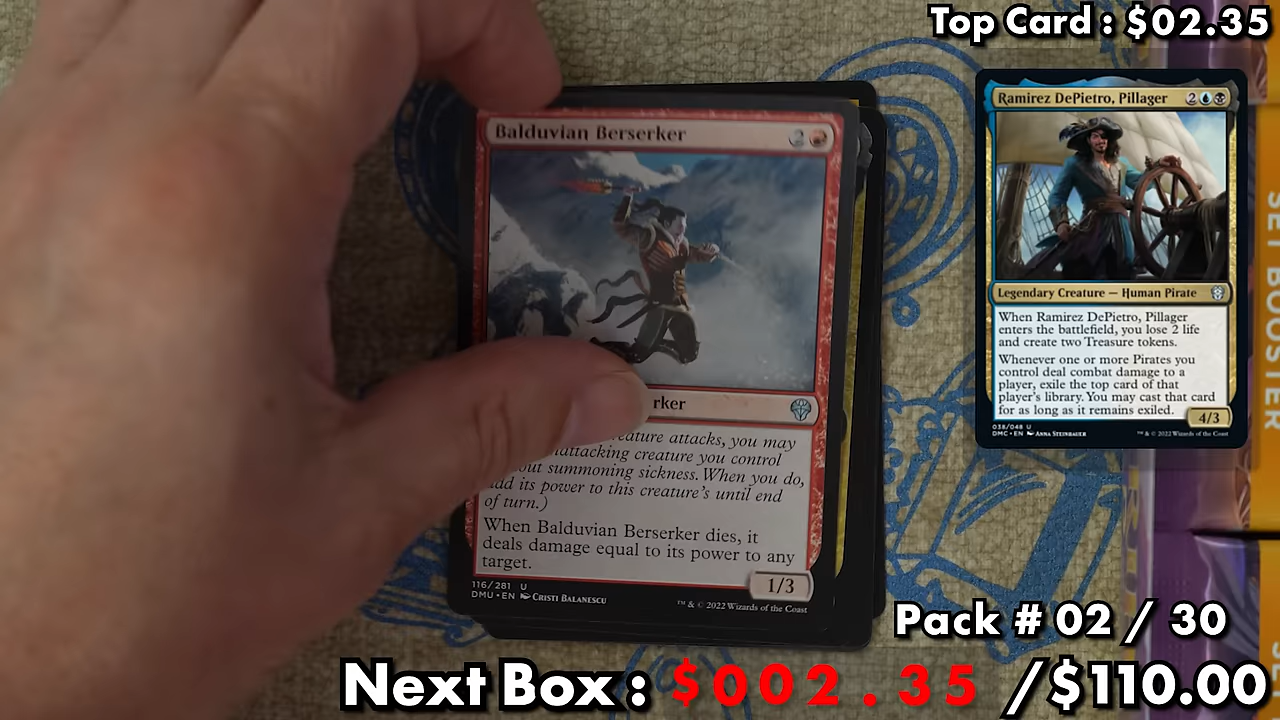 Top Card : $02.35
Balduvian Berserker 2
rker
creature attacks, you may
attacking creature you control
out summoning sickness. When you do,
add its power to this creature's until end
of turn.)
When Balduvian Berserker dies, it
deals damage equal to its power to any
target.
1/3
116/281 U
DMU • EN CRISTI BALANESCU
™ & © 2022 Wizards of the Coast
Ramirez DePietro, Pillager 2
Legendary Creature — Human Pirate
When Ramirez DePietro, Pillager
enters the battlefield, you lose 2 life
and create two Treasure tokens.
Whenever one or more Pirates you
control deal combat damage to a
player, exile the top card of that
player's library. You may cast that card
for as long as it remains exiled.
4/3
038/048 U
DMC • EN ANNA STEINBAUER
™ & © 2022 Wizards of the Coast
SET BOOSTER
Pack # 02 / 30
Next Box : $002.35 /$110.00